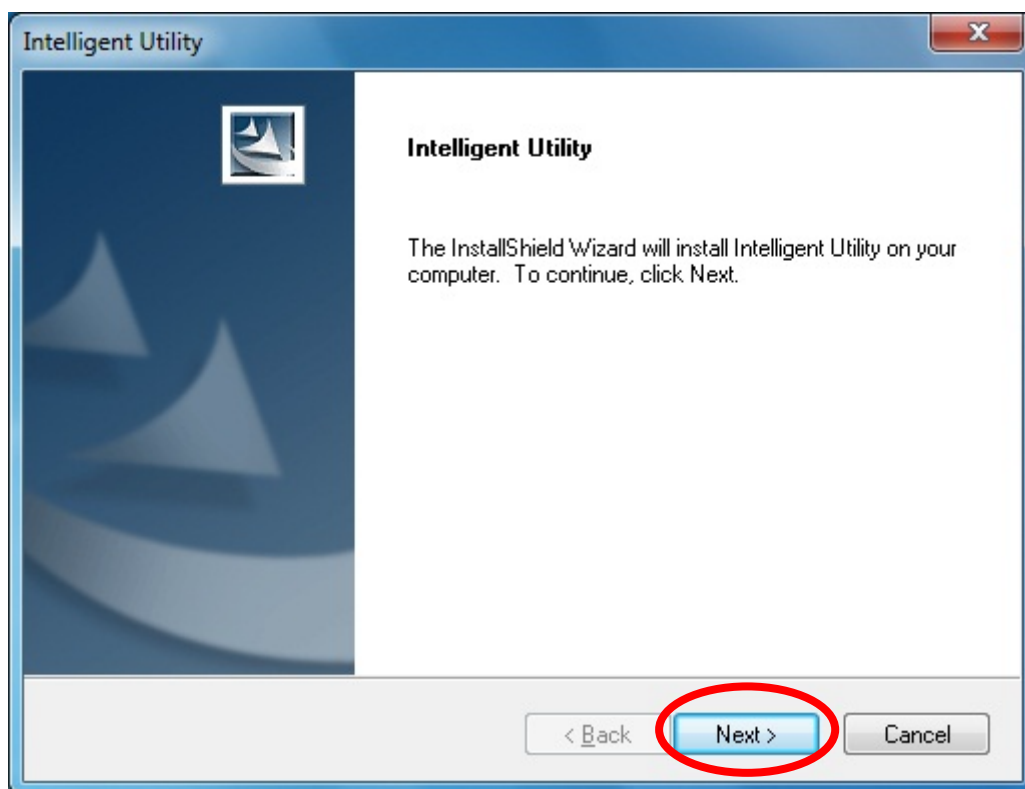 Intelligent Utility
x
Intelligent Utility
The InstallShield Wizard will install Intelligent Utility on your
computer. To continue, click Next.
< Back
Next >
Cancel